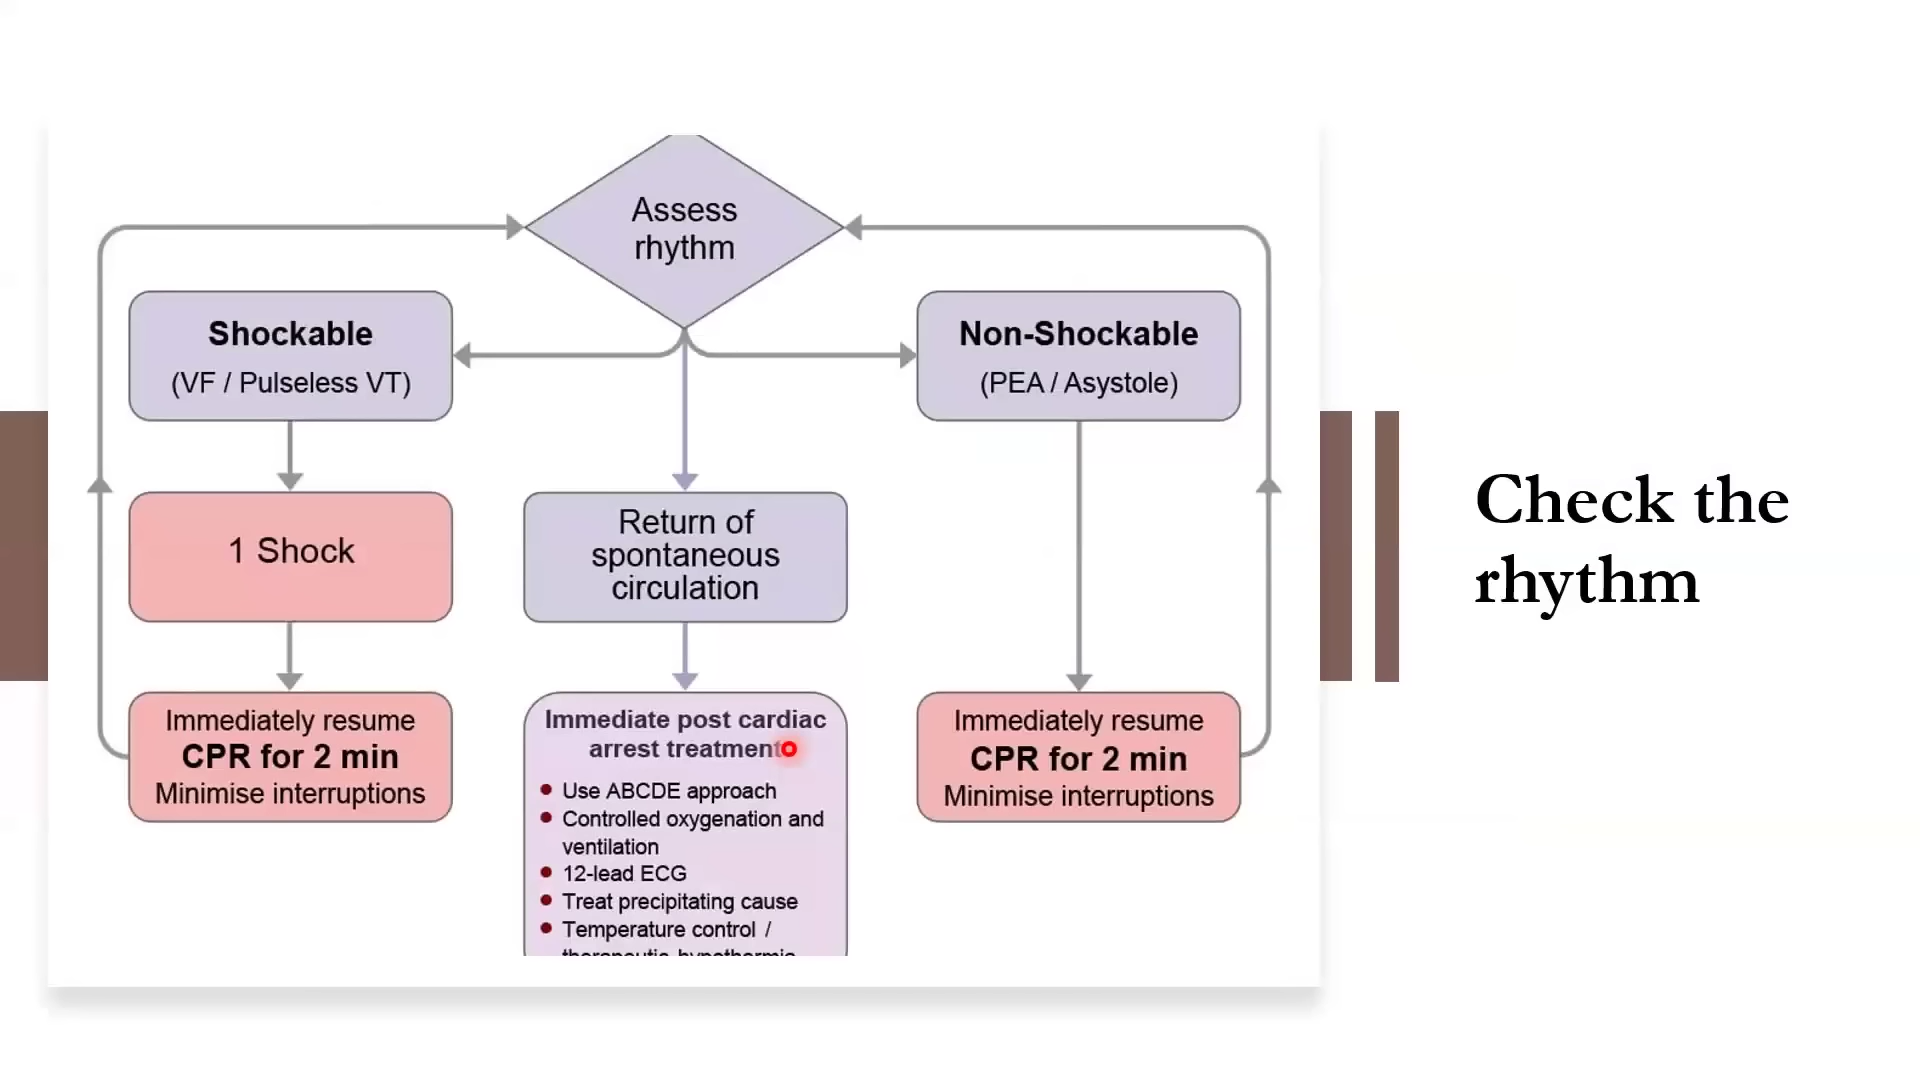 Assess
rhythm
Shockable
(VF / Pulseless VT)
Non-Shockable
(PEA / Asystole)
1 Shock
Return of
spontaneous
circulation
Immediately resume
CPR for 2 min
Minimise interruptions
Immediate post cardiac
arrest treatment
• Use ABCDE approach
• Controlled oxygenation and
ventilation
• 12-lead ECG
• Treat precipitating cause
• Temperature control /
therapeutic hypothermia
Immediately resume
CPR for 2 min
Minimise interruptions
Check the
rhythm